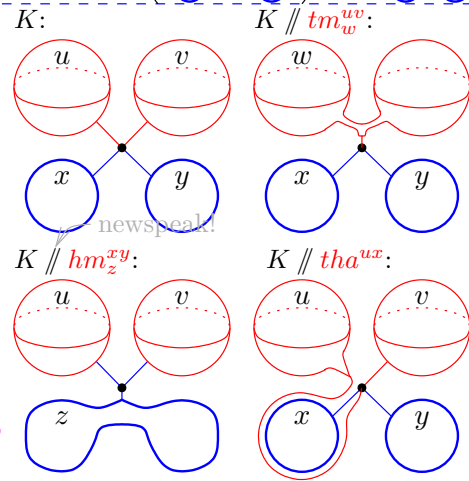 K: K ⫽ tm_w^{uv}:
u v w
x y x y
newspeak!
K ⫽ hm_z^{xy}: K ⫽ tha^{ux}:
u v u v
z x y